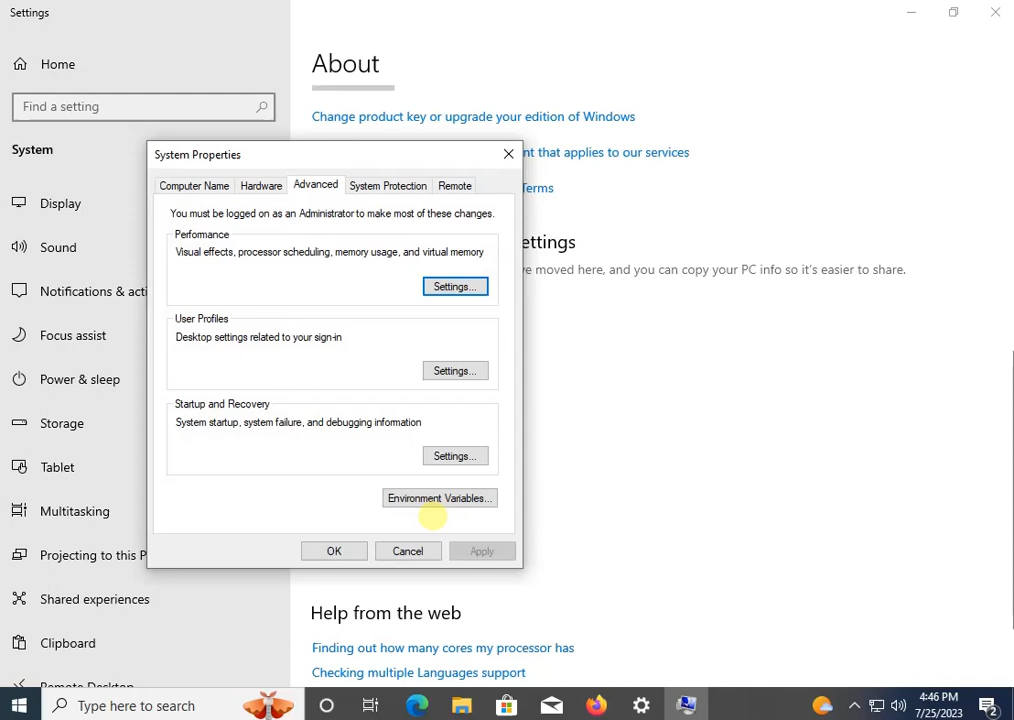 Settings
Home
Find a setting
System
Display
Sound
Notifications & acti
Focus assist
Power & sleep
Storage
Tablet
Multitasking
Projecting to this P
Shared experiences
Clipboard
Remote Desktop
About
Change product key or upgrade your edition of Windows
nt that applies to our services
Terms
ettings
ve moved here, and you can copy your PC info so it's easier to share.
Help from the web
Finding out how many cores my processor has
Checking multiple Languages support
System Properties
Computer Name
Hardware
Advanced
System Protection
Remote
You must be logged on as an Administrator to make most of these changes.
Performance
Visual effects, processor scheduling, memory usage, and virtual memory
Settings...
User Profiles
Desktop settings related to your sign-in
Settings...
Startup and Recovery
System startup, system failure, and debugging information
Settings...
Environment Variables...
OK
Cancel
Apply
Type here to search
4:46 PM
7/25/2023
2